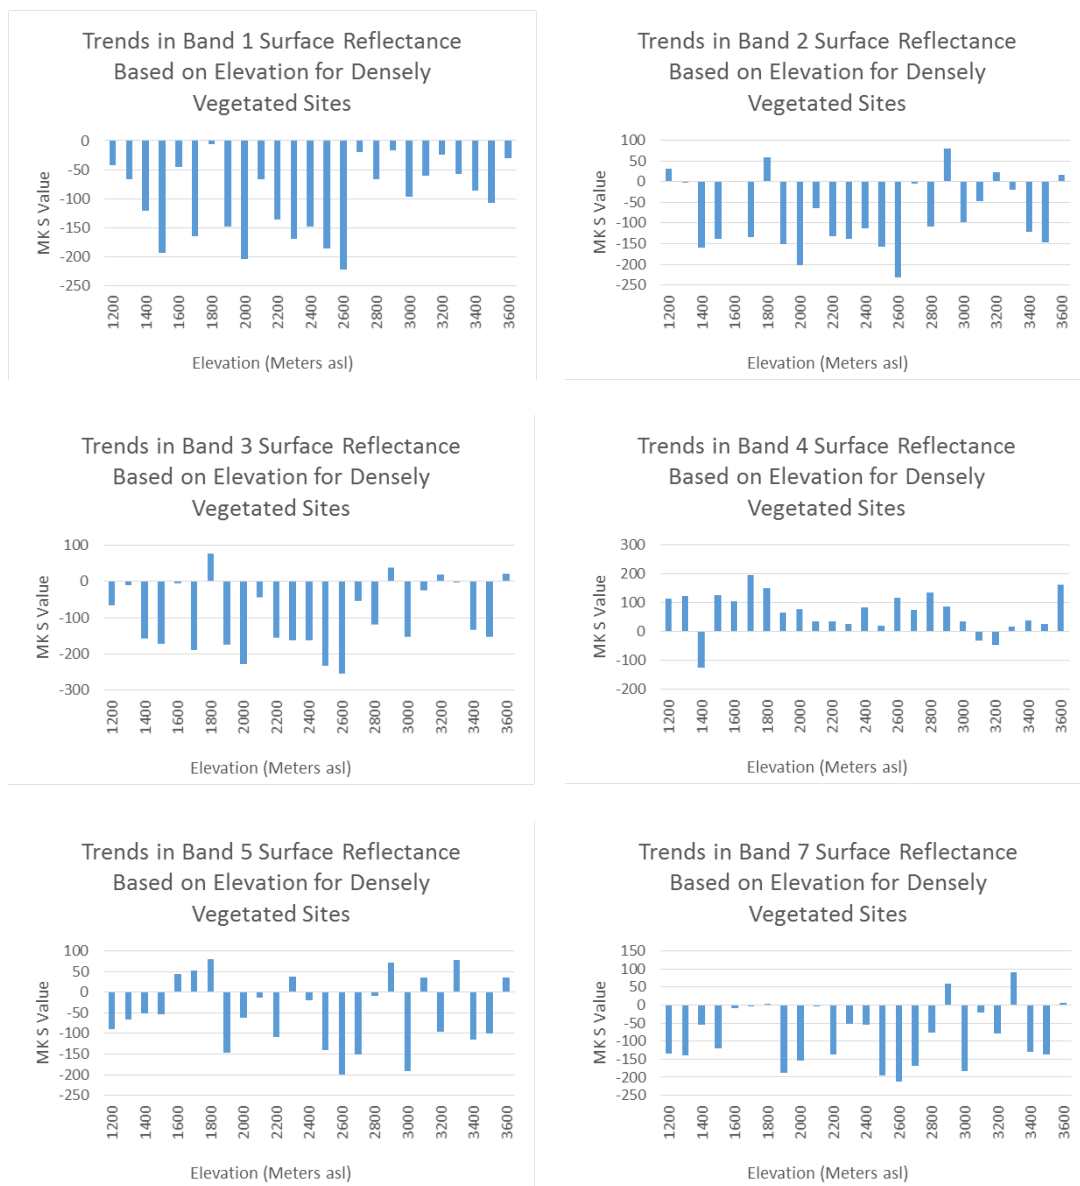 Trends in Band 1 Surface Reflectance
Based on Elevation for Densely
Vegetated Sites
0
-50
-100
-150
-200
-250
MK S Value
1200 1400 1600 1800 2000 2200 2400 2600 2800 3000 3200 3400 3600
Elevation (Meters asl)
Trends in Band 2 Surface Reflectance
Based on Elevation for Densely
Vegetated Sites
100
50
0
-50
-100
-150
-200
-250
MK S Value
1200 1400 1600 1800 2000 2200 2400 2600 2800 3000 3200 3400 3600
Elevation (Meters asl)
Trends in Band 3 Surface Reflectance
Based on Elevation for Densely
Vegetated Sites
100
0
-100
-200
-300
MK S Value
1200 1400 1600 1800 2000 2200 2400 2600 2800 3000 3200 3400 3600
Elevation (Meters asl)
Trends in Band 4 Surface Reflectance
Based on Elevation for Densely
Vegetated Sites
300
200
100
0
-100
-200
MK S Value
1200 1400 1600 1800 2000 2200 2400 2600 2800 3000 3200 3400 3600
Elevation (Meters asl)
Trends in Band 5 Surface Reflectance
Based on Elevation for Densely
Vegetated Sites
100
50
0
-50
-100
-150
-200
-250
MK S Value
1200 1400 1600 1800 2000 2200 2400 2600 2800 3000 3200 3400 3600
Elevation (Meters asl)
Trends in Band 7 Surface Reflectance
Based on Elevation for Densely
Vegetated Sites
150
100
50
0
-50
-100
-150
-200
-250
MK S Value
1200 1400 1600 1800 2000 2200 2400 2600 2800 3000 3200 3400 3600
Elevation (Meters asl)